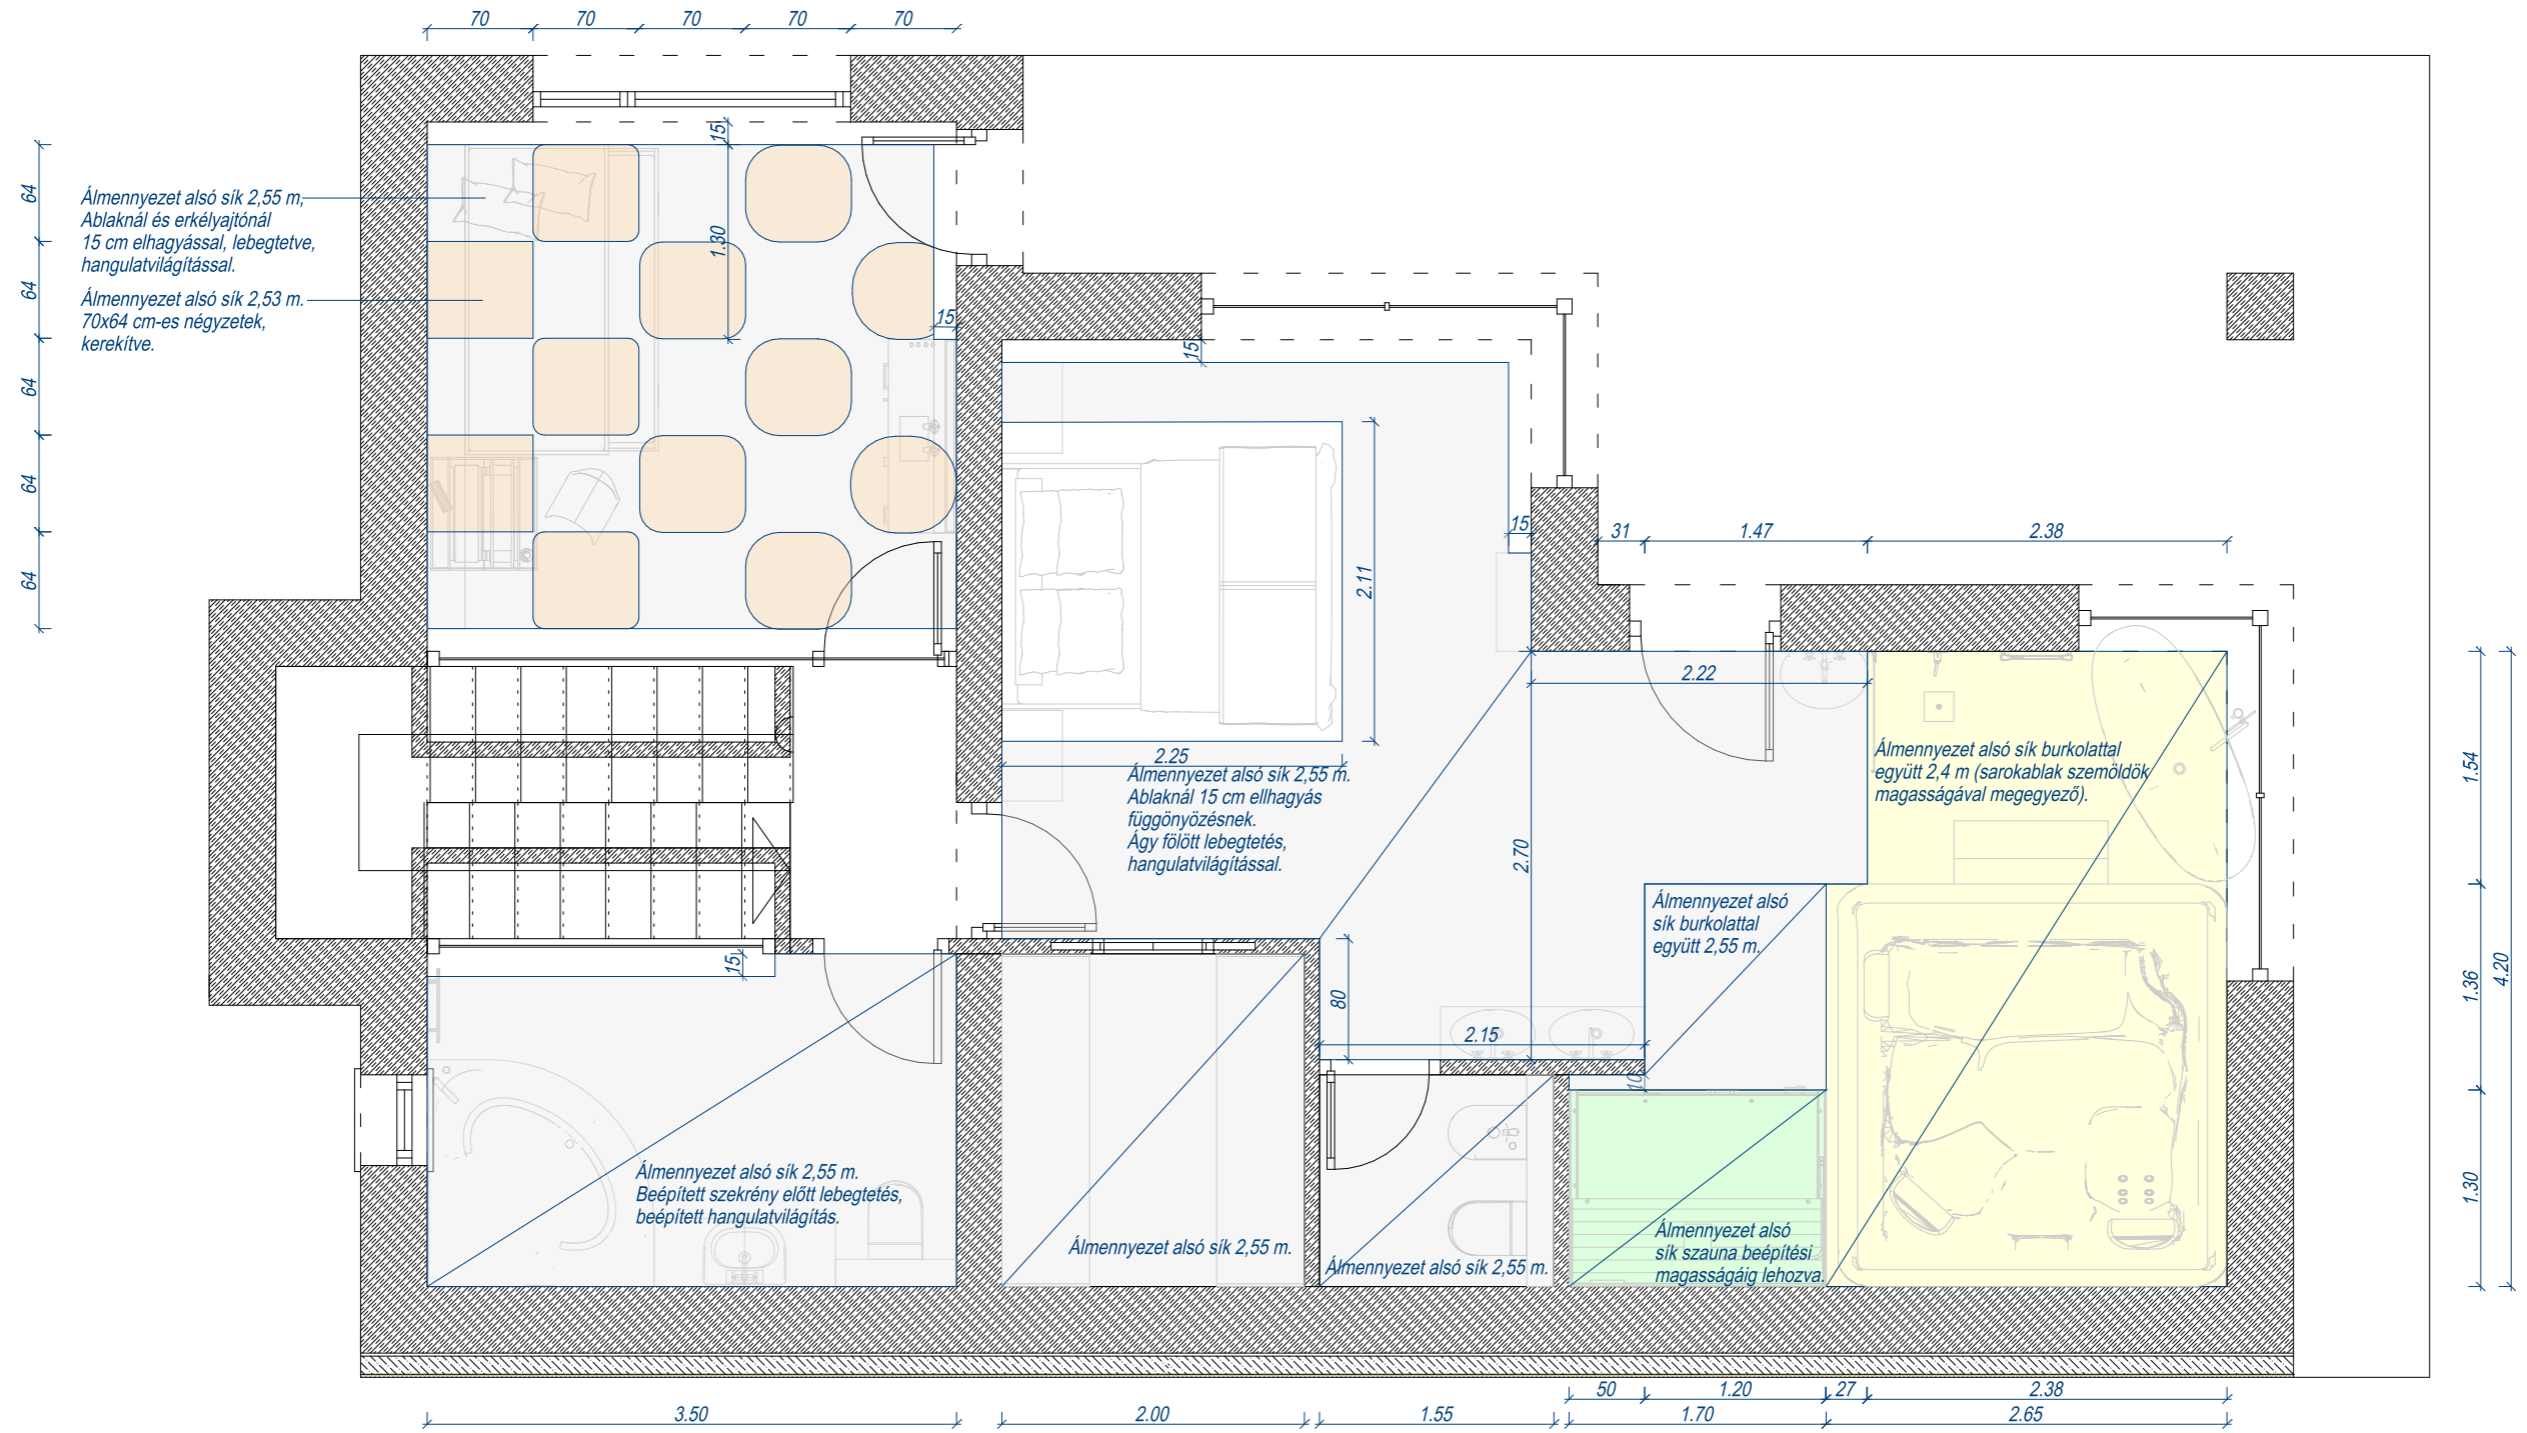 70 70 70 70 70
15
64
64
64
64
64
Álmennyezet alsó sík 2,55 m,
Ablaknál és erkélyajtónál
15 cm elhagyással, lebegtetve,
hangulatvilágítással.
Álmennyezet alsó sík 2,53 m.
70x64 cm-es négyzetek,
kerekítve.
1.30
15
15
15
31 1.47 2.38
2.11
2.22
2.25
Álmennyezet alsó sík 2,55 m.
Ablaknál 15 cm ellhagyás
függönyözésnek.
Ágy fölött lebegtetés,
hangulatvilágítással.
2.70
Álmennyezet alsó sík burkolattal
együtt 2,4 m (sarokablak szemöldök
magasságával megegyező).
1.54
1.36
4.20
1.30
Álmennyezet alsó
sík burkolattal
együtt 2,55 m.
15
80
2.15
10
Álmennyezet alsó sík 2,55 m.
Beépített szekrény előtt lebegtetés,
beépített hangulatvilágítás.
Álmennyezet alsó sík 2,55 m.
Álmennyezet alsó sík 2,55 m.
Álmennyezet alsó
sík szauna beépítési
magasságáig lehozva.
50 1.20 27 2.38
3.50 2.00 1.55 1.70 2.65